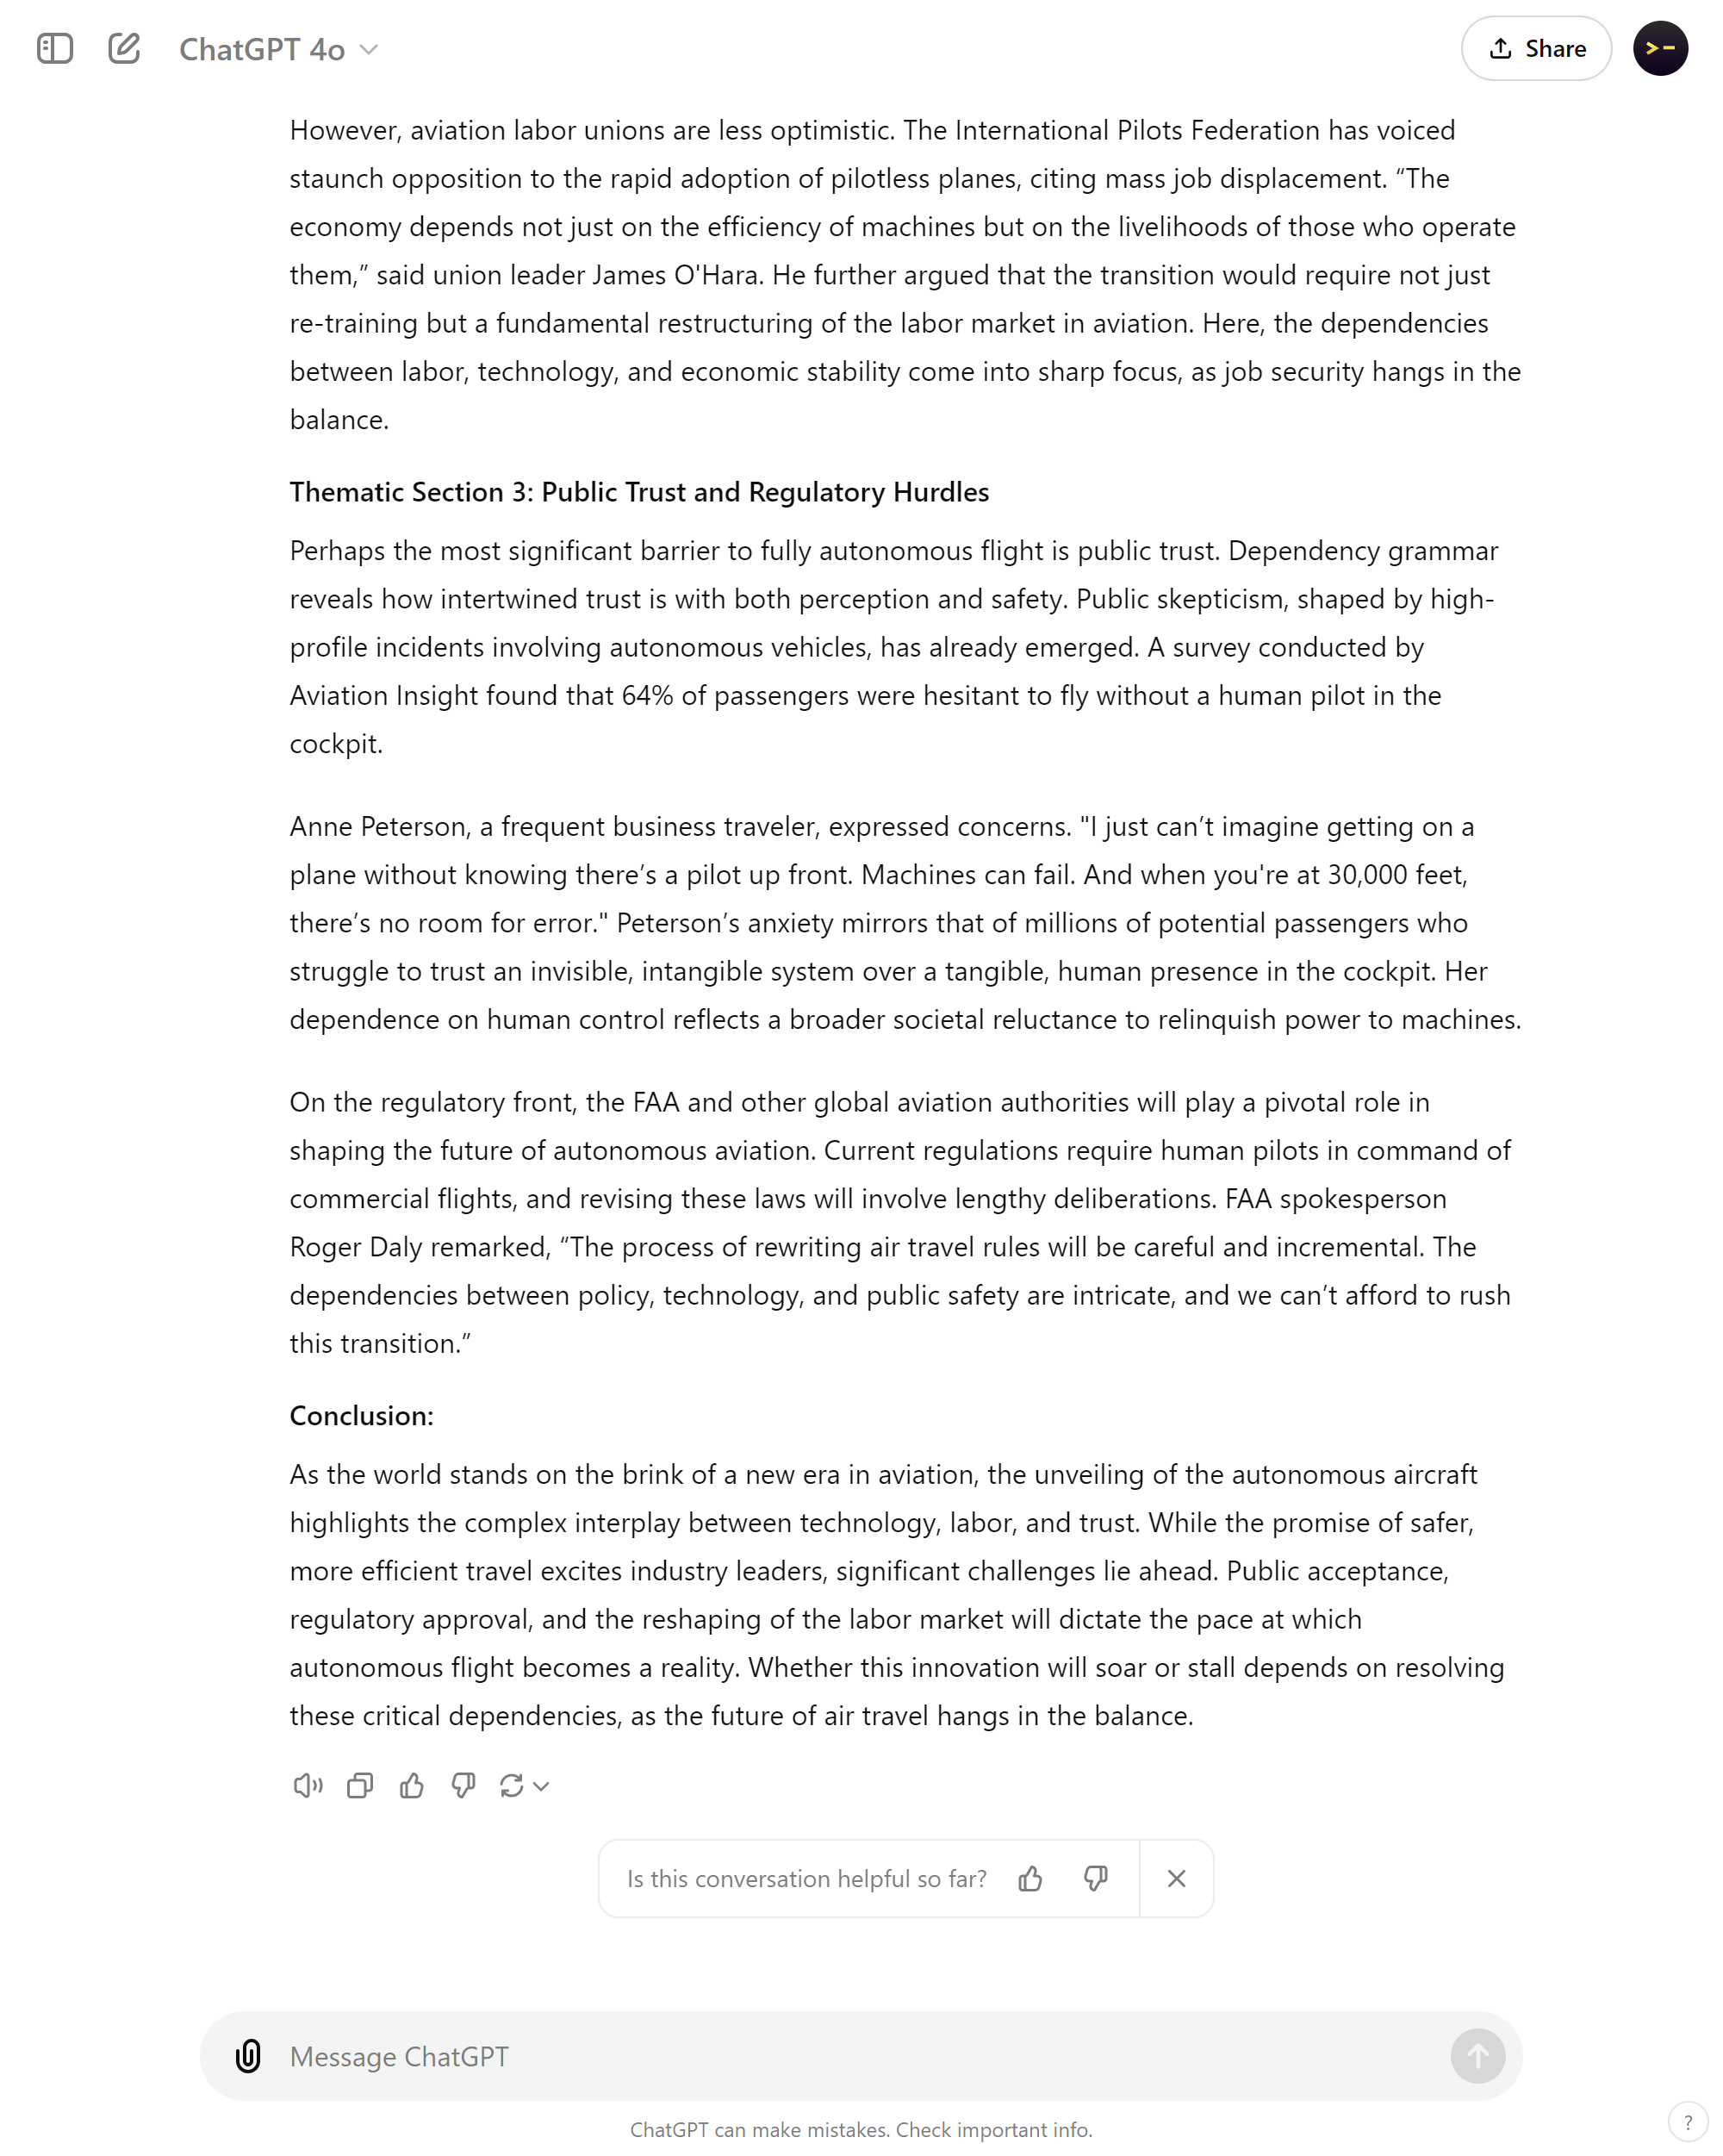 ChatGPT 4o
Share
However, aviation labor unions are less optimistic. The International Pilots Federation has voiced
staunch opposition to the rapid adoption of pilotless planes, citing mass job displacement. “The
economy depends not just on the efficiency of machines but on the livelihoods of those who operate
them,” said union leader James O'Hara. He further argued that the transition would require not just
re-training but a fundamental restructuring of the labor market in aviation. Here, the dependencies
between labor, technology, and economic stability come into sharp focus, as job security hangs in the
balance.
Thematic Section 3: Public Trust and Regulatory Hurdles
Perhaps the most significant barrier to fully autonomous flight is public trust. Dependency grammar
reveals how intertwined trust is with both perception and safety. Public skepticism, shaped by high-
profile incidents involving autonomous vehicles, has already emerged. A survey conducted by
Aviation Insight found that 64% of passengers were hesitant to fly without a human pilot in the
cockpit.
Anne Peterson, a frequent business traveler, expressed concerns. "I just can’t imagine getting on a
plane without knowing there’s a pilot up front. Machines can fail. And when you're at 30,000 feet,
there’s no room for error." Peterson’s anxiety mirrors that of millions of potential passengers who
struggle to trust an invisible, intangible system over a tangible, human presence in the cockpit. Her
dependence on human control reflects a broader societal reluctance to relinquish power to machines.
On the regulatory front, the FAA and other global aviation authorities will play a pivotal role in
shaping the future of autonomous aviation. Current regulations require human pilots in command of
commercial flights, and revising these laws will involve lengthy deliberations. FAA spokesperson
Roger Daly remarked, “The process of rewriting air travel rules will be careful and incremental. The
dependencies between policy, technology, and public safety are intricate, and we can’t afford to rush
this transition.”
Conclusion:
As the world stands on the brink of a new era in aviation, the unveiling of the autonomous aircraft
highlights the complex interplay between technology, labor, and trust. While the promise of safer,
more efficient travel excites industry leaders, significant challenges lie ahead. Public acceptance,
regulatory approval, and the reshaping of the labor market will dictate the pace at which
autonomous flight becomes a reality. Whether this innovation will soar or stall depends on resolving
these critical dependencies, as the future of air travel hangs in the balance.
Is this conversation helpful so far?
Message ChatGPT
ChatGPT can make mistakes. Check important info.
?